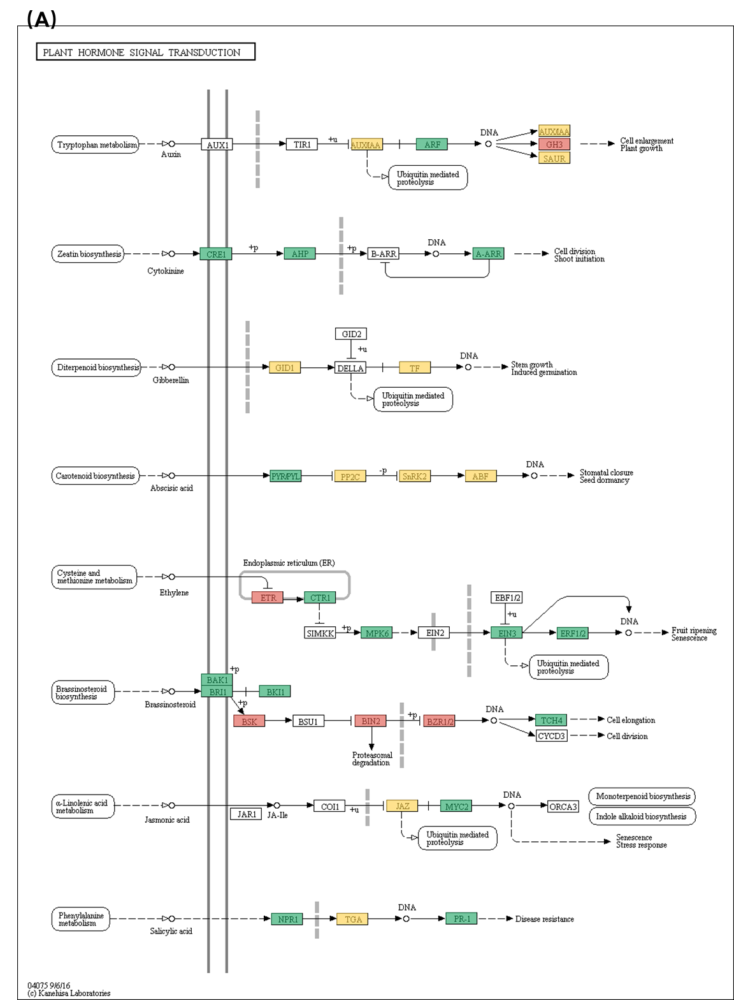 (A)
PLANT HORMONE SIGNAL TRANSDUCTION
Tryptophan metabolism
Auxin
AUX1
TIR1
+u
AUX/IAA
ARF
DNA
AUX/IAA
GH3
SAUR
Cell enlargement
Plant growth
Ubiquitin mediated
proteolysis
Zeatin biosynthesis
Cytokinine
CRE1
+p
AHP
+p
B-ARR
DNA
A-ARR
Cell division
Shoot initiation
GID2
+u
Diterpenoid biosynthesis
Gibberellin
GID1
DELLA
TF
DNA
Stem growth
Induced germination
Ubiquitin mediated
proteolysis
Carotenoid biosynthesis
Abscisic acid
PYR/PYL
PP2C
-p
SnRK2
ABF
DNA
Stomatal closure
Seed dormancy
Cysteine and
methionine metabolism
Ethylene
Endoplasmic reticulum (ER)
ETR
CTR1
SIMKK
+p
MPK6
EIN2
EBF1/2
+u
EIN3
ERF1/2
DNA
Fruit ripening
Senescence
Ubiquitin mediated
proteolysis
Brassinosteroid
biosynthesis
Brassinosteroid
BAK1
+p
BRI1
BKI1
+p
BSK
BSU1
BIN2
+p
BZR1/2
DNA
TCH4
Cell elongation
CYCD3
Cell division
Proteasomal
degradation
α-Linolenic acid
metabolism
Jasmonic acid
JAR1
JA-Ile
COI1
+u
JAZ
MYC2
DNA
ORCA3
Monoterpenoid biosynthesis
Indole alkaloid biosynthesis
Ubiquitin mediated
proteolysis
Senescence
Stress response
Phenylalanine
metabolism
Salicylic acid
NPR1
TGA
DNA
PR-1
Disease resistance
04075 9/6/16
(c) Kanehisa Laboratories